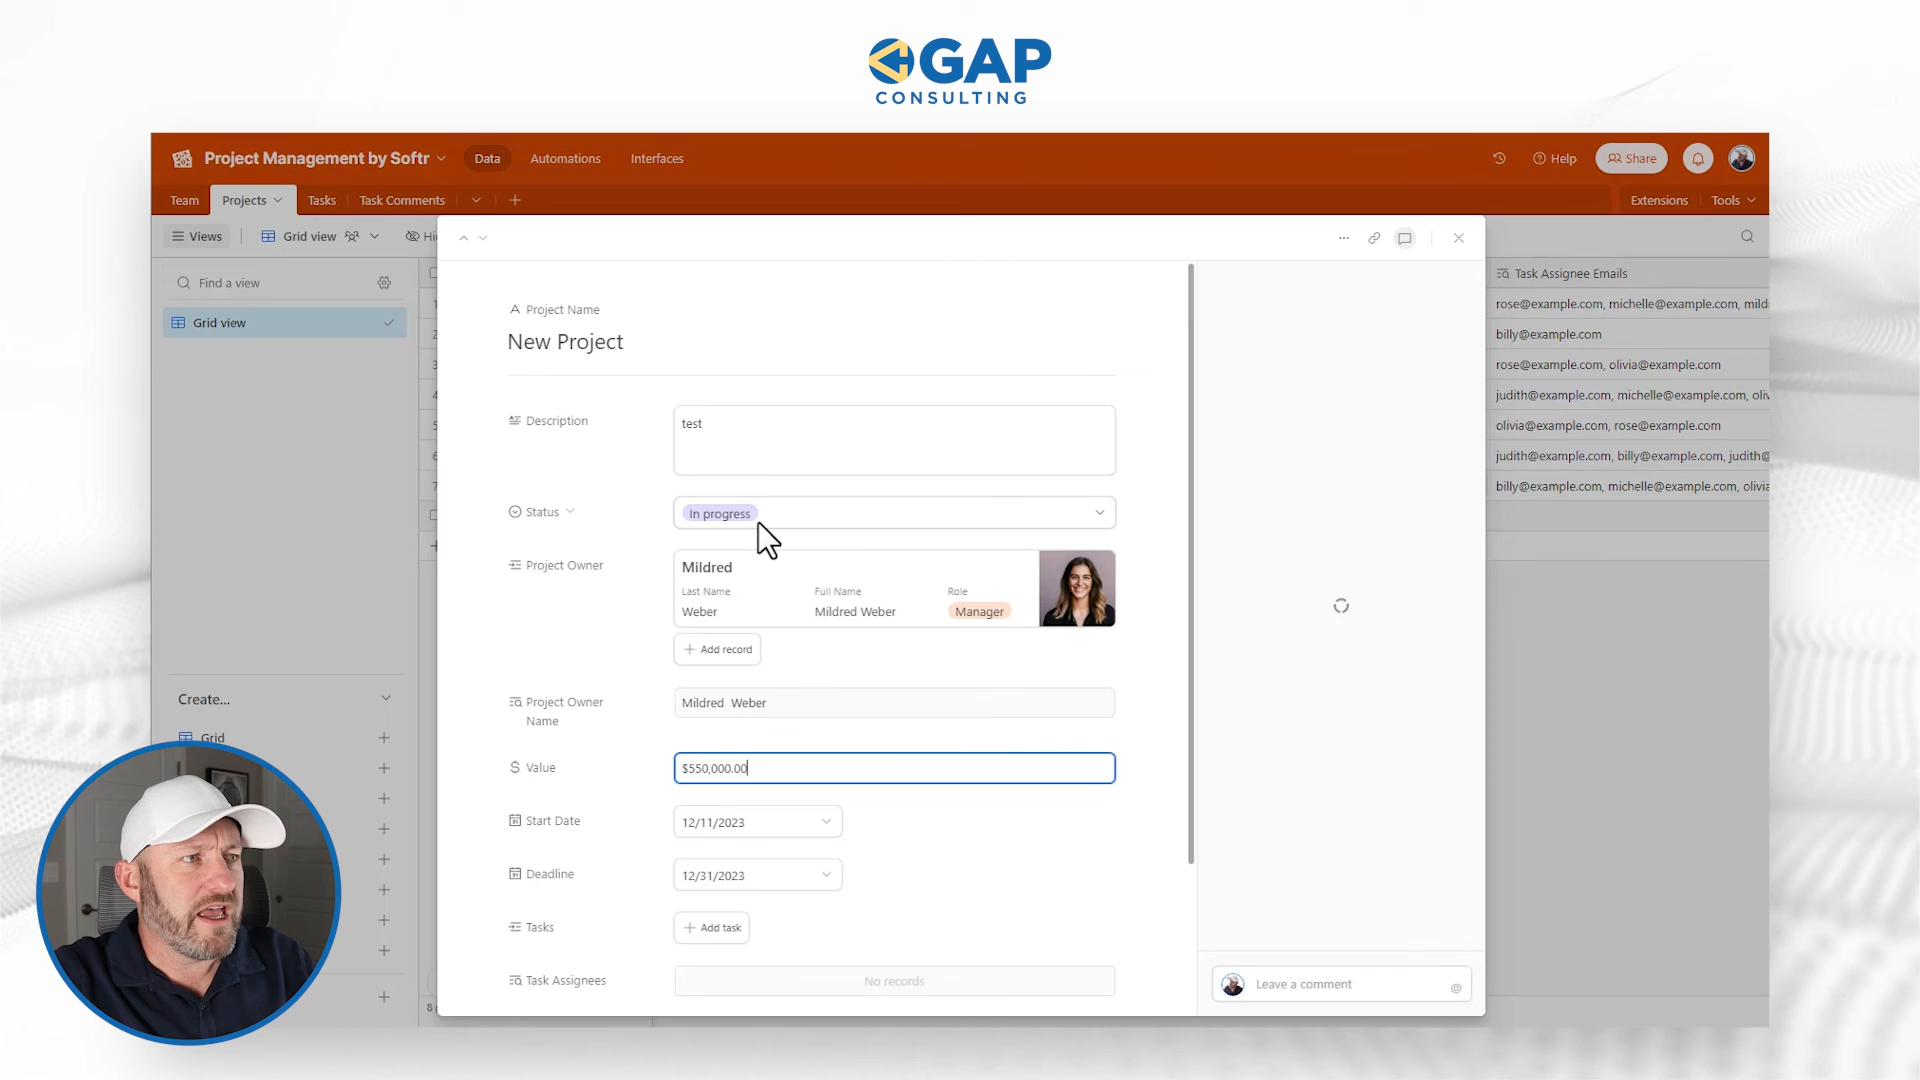 GAP
CONSULTING
Project Management by Softr
Data
Automations
Interfaces
Help
Share
Team
Projects
Tasks
Task Comments
Extensions
Tools
Views
Grid view
Find a view
Grid view
Create...
Grid
Project Name
New Project
Description
test
Status
In progress
Project Owner
Mildred
Last Name
Full Name
Role
Weber
Mildred Weber
Manager
Add record
Project Owner
Name
Mildred Weber
Value
$550,000.00
Start Date
12/11/2023
Deadline
12/31/2023
Tasks
Add task
Task Assignees
No records
Leave a comment
@
Task Assignee Emails
rose@example.com, michelle@example.com, mild
billy@example.com
rose@example.com, olivia@example.com
judith@example.com, michelle@example.com, oliv
olivia@example.com, rose@example.com
judith@example.com, billy@example.com, judith@
billy@example.com, michelle@example.com, olivia